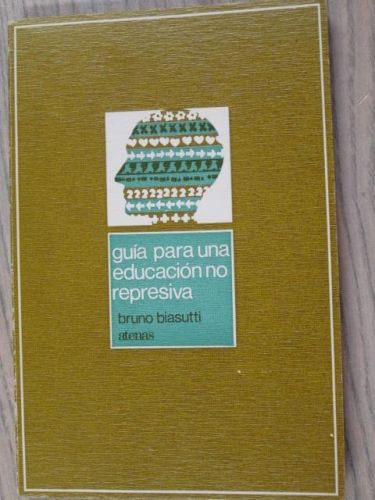 guía para una
educación no
represiva
bruno biasutti
atenas